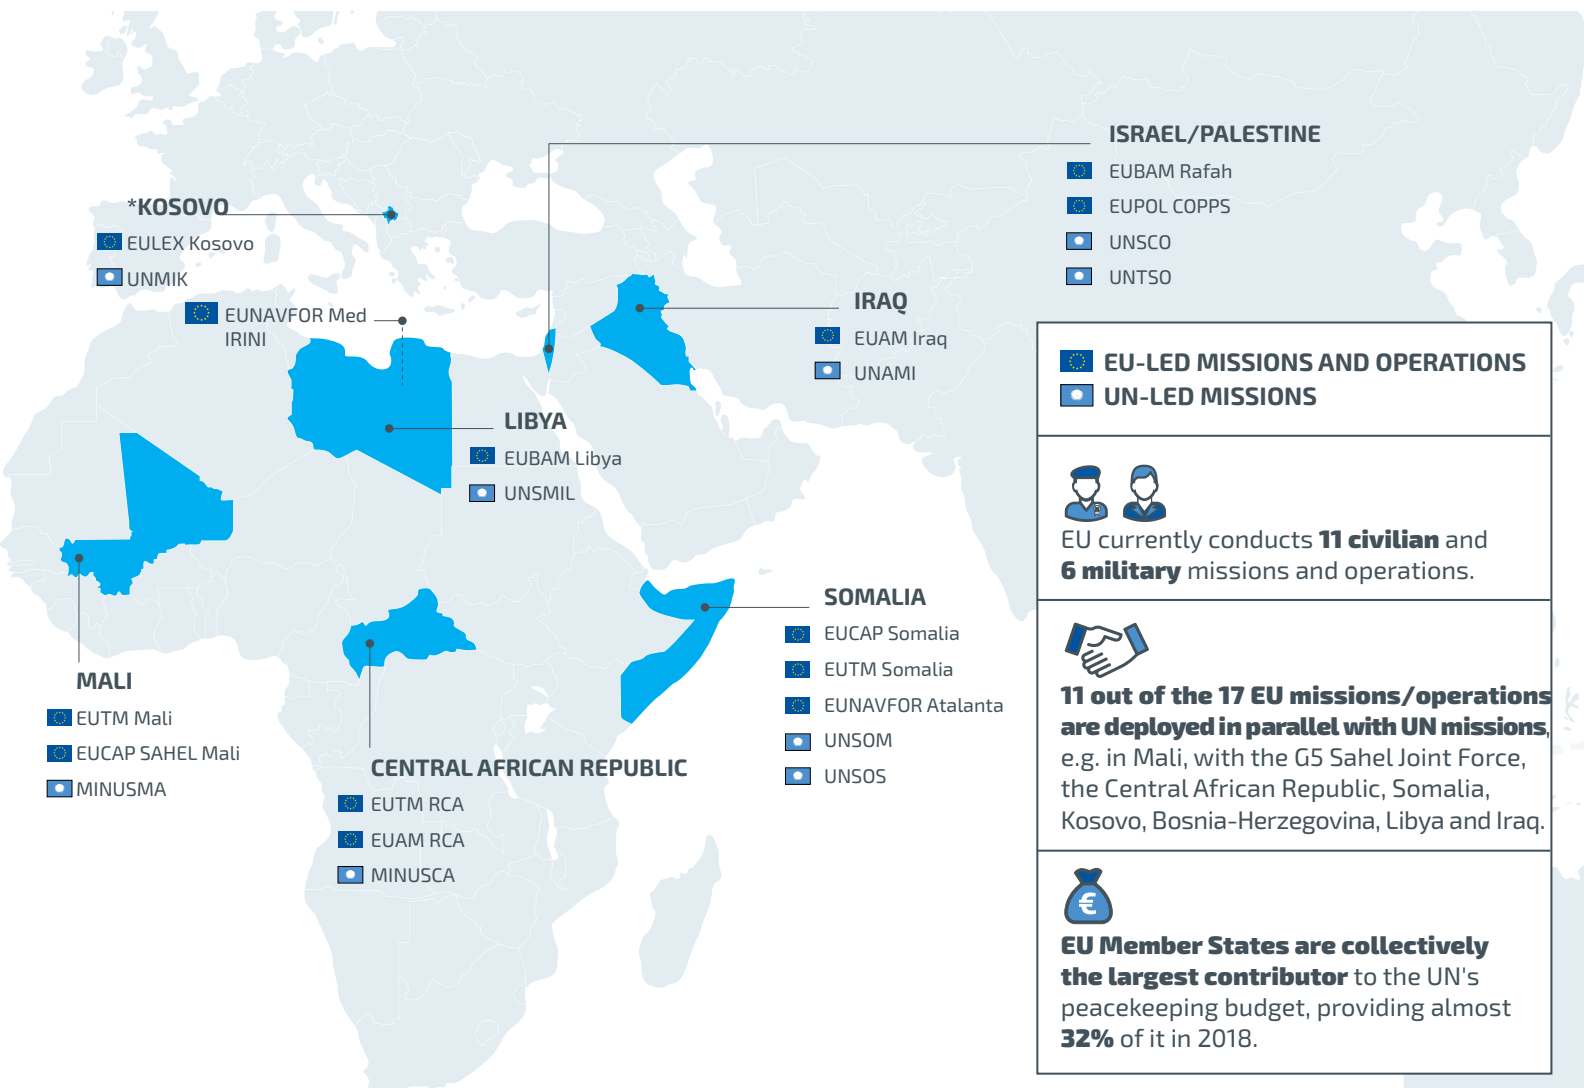 ISRAEL/PALESTINE
EUBAM Rafah
EUPOL COPPS
UNSCO
UNTSO
*KOSOVO
EULEX Kosovo
UNMIK
EUNAVFOR Med
IRINI
IRAQ
EUAM Iraq
UNAMI
LIBYA
EUBAM Libya
UNSMIL
SOMALIA
EUCAP Somalia
EUTM Somalia
EUNAVFOR Atalanta
UNSOM
UNSOS
MALI
EUTM Mali
EUCAP SAHEL Mali
MINUSMA
CENTRAL AFRICAN REPUBLIC
EUTM RCA
EUAM RCA
MINUSCA
EU-LED MISSIONS AND OPERATIONS
UN-LED MISSIONS
EU currently conducts 11 civilian and
6 military missions and operations.
11 out of the 17 EU missions/operations
are deployed in parallel with UN missions,
e.g. in Mali, with the G5 Sahel Joint Force,
the Central African Republic, Somalia,
Kosovo, Bosnia-Herzegovina, Libya and Iraq.
€
EU Member States are collectively
the largest contributor to the UN's
peacekeeping budget, providing almost
32% of it in 2018.